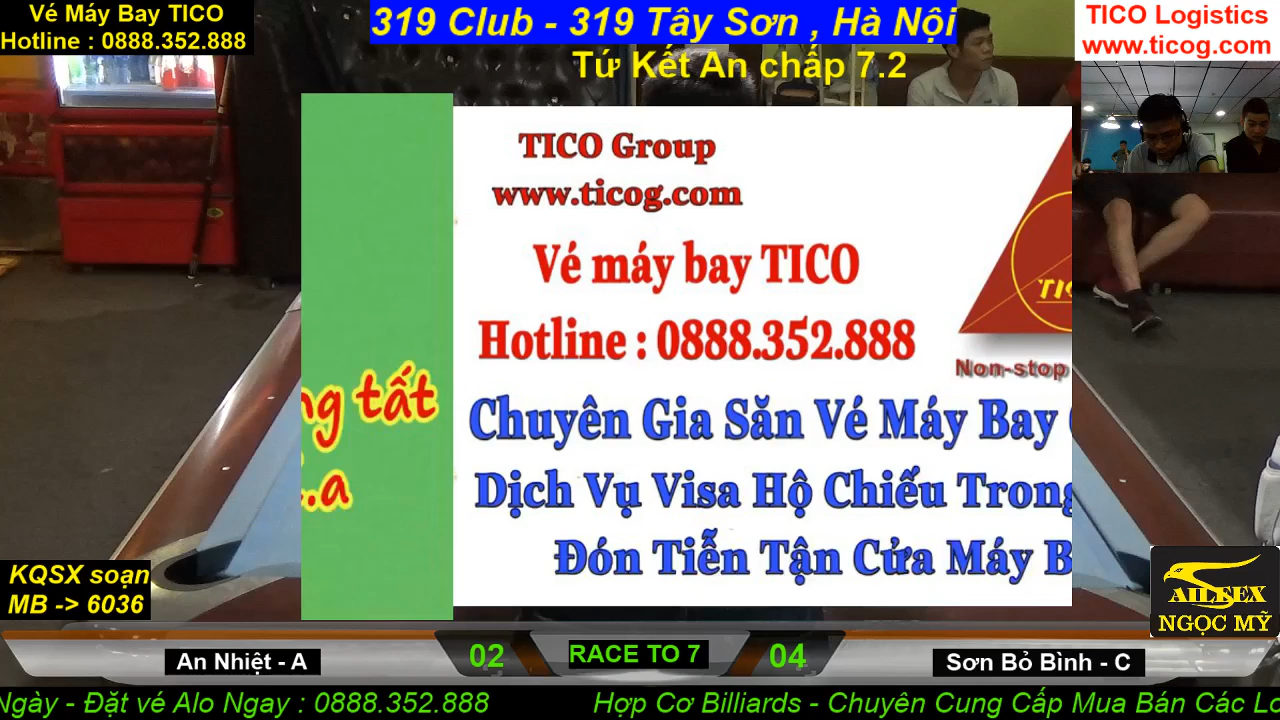 Vé Máy Bay TICO
Hotline : 0888.352.888
319 Club - 319 Tây Sơn , Hà Nội
Tứ Kết An chấp 7.2
TICO Logistics
www.ticog.com
TICO Group
www.ticog.com
Vé máy bay TICO
Hotline : 0888.352.888
Non-stop
tất
Chuyên Gia Săn Vé Máy Bay
Dịch Vụ Visa Hộ Chiếu Trong
Đón Tiễn Tận Cửa Máy
KQSX soạn
MB -> 6036
NGỌC MỸ
An Nhiệt - A
02
RACE TO 7
04
Sơn Bỏ Bình - C
Ngày - Đặt vé Alo Ngay : 0888.352.888
Hợp Cơ Billiards - Chuyên Cung Cấp Mua Bán Các